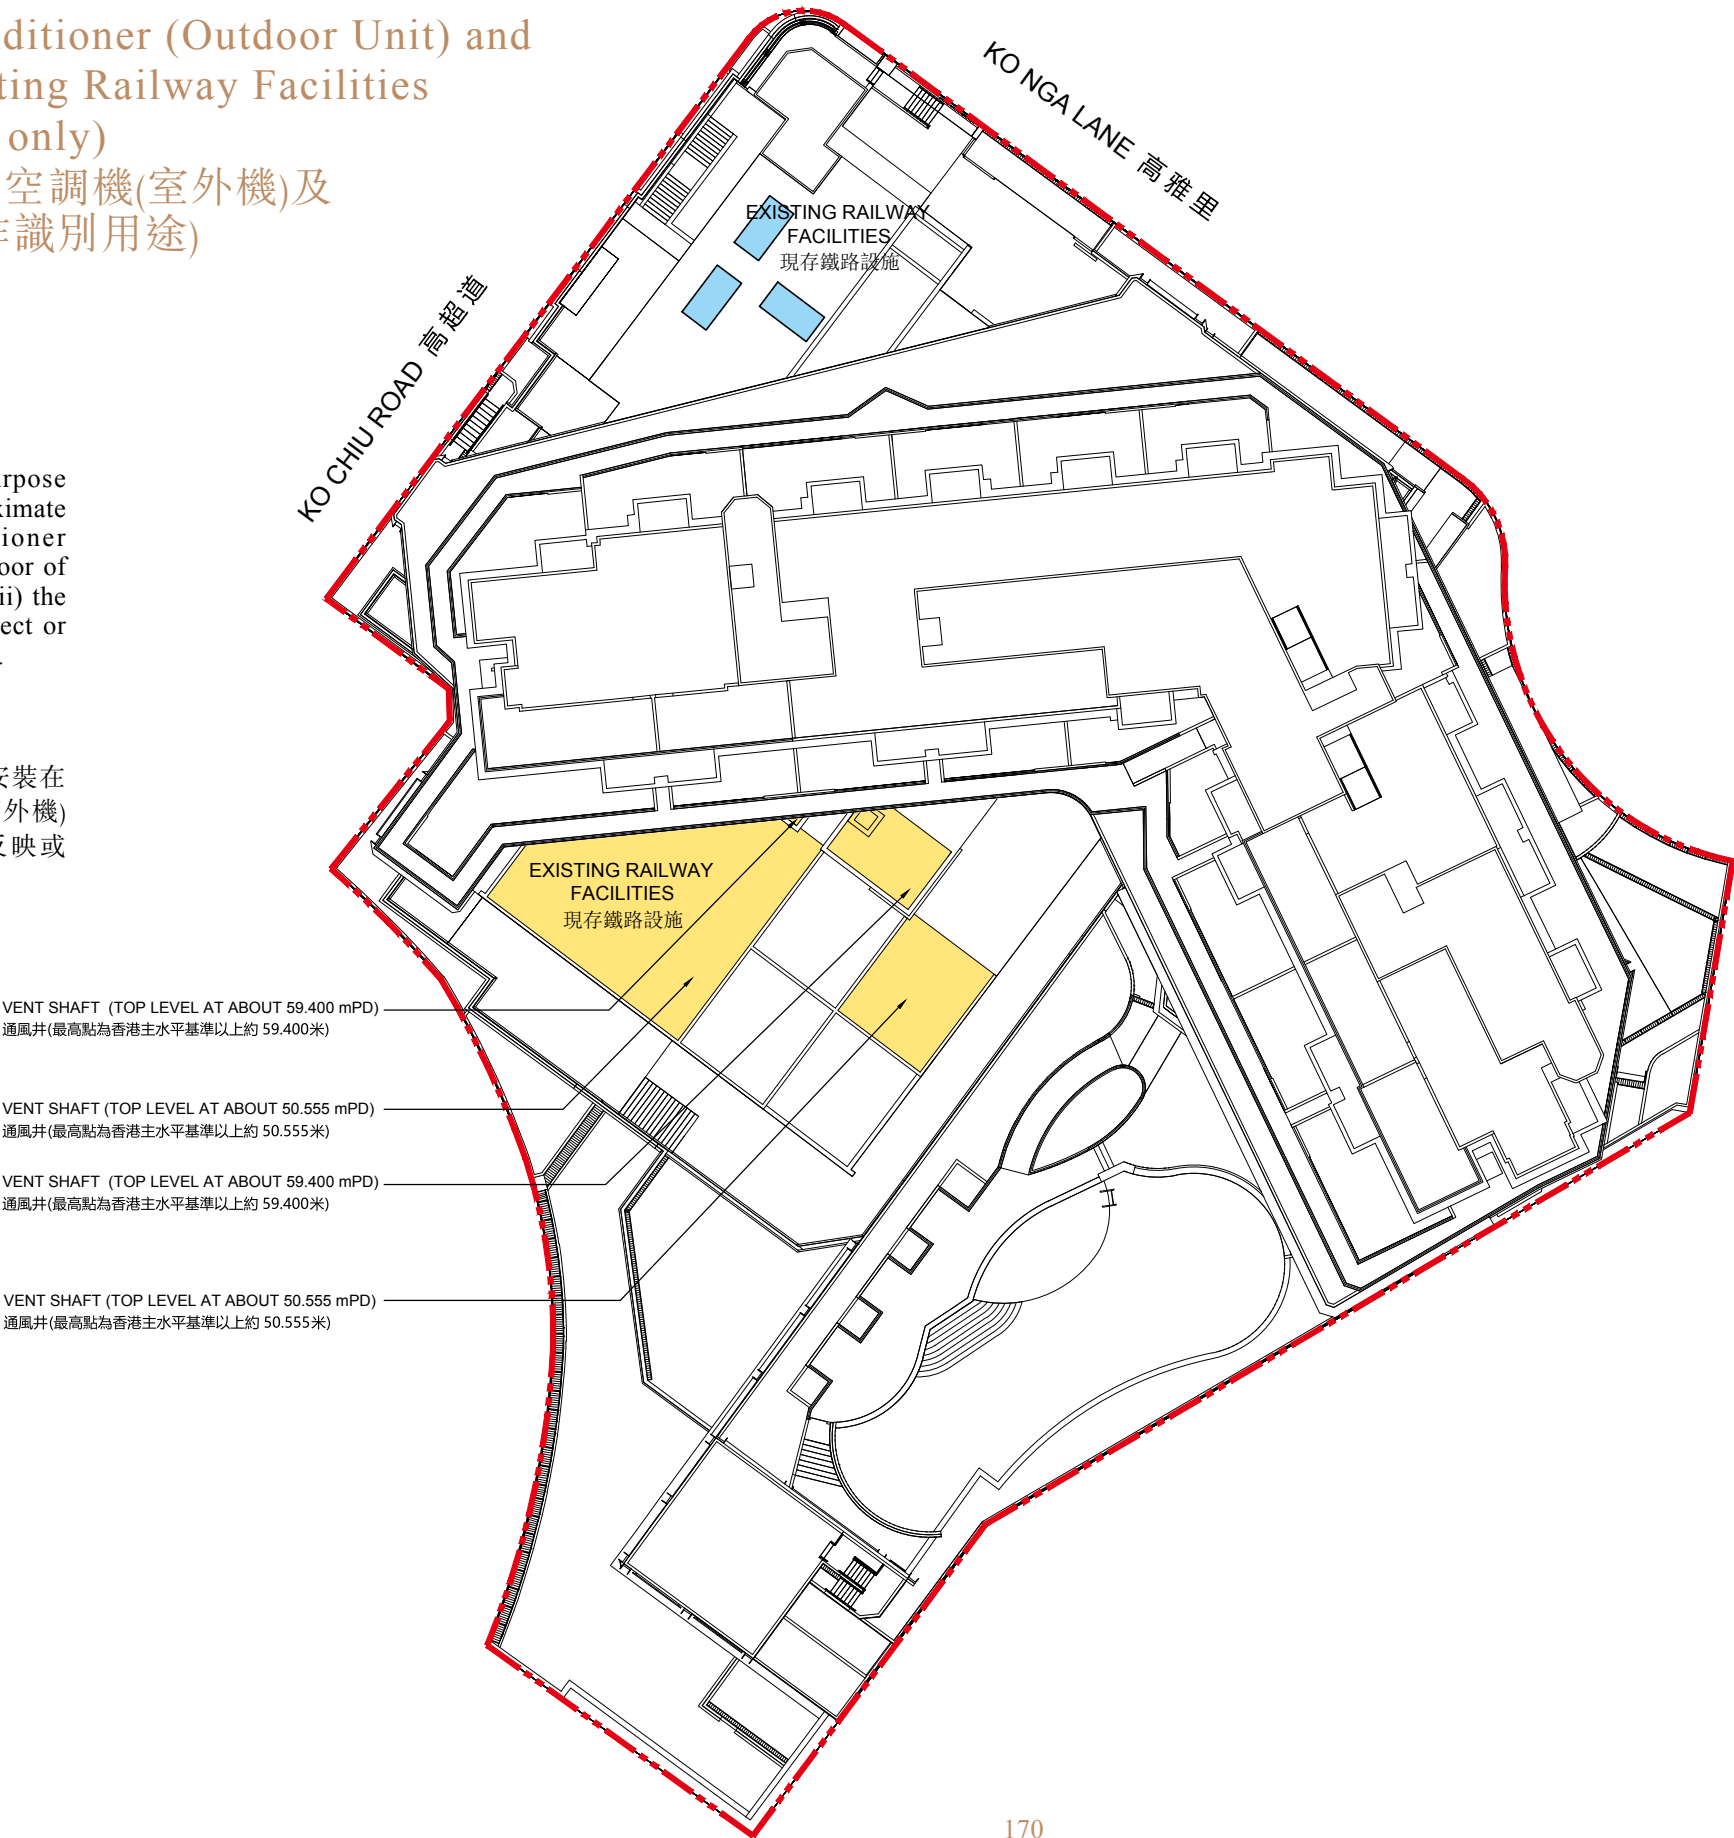 nditioner (Outdoor Unit) and
ting Railway Facilities
only)
空調機(室外機)及
作識別用途)
KO NGA LANE 高雅里
EXISTING RAILWAY
FACILITIES
現存鐵路設施
KO CHIU ROAD 高超道
urpose
ximate
tioner
oor of
ii) the
ect or
安裝在
外機)
反映或
EXISTING RAILWAY
FACILITIES
現存鐵路設施
VENT SHAFT (TOP LEVEL AT ABOUT 59.400 mPD)
通風井(最高點為香港主水平基準以上約 59.400米)
VENT SHAFT (TOP LEVEL AT ABOUT 50.555 mPD)
通風井(最高點為香港主水平基準以上約 50.555米)
VENT SHAFT (TOP LEVEL AT ABOUT 59.400 mPD)
通風井(最高點為香港主水平基準以上約 59.400米)
VENT SHAFT (TOP LEVEL AT ABOUT 50.555 mPD)
通風井(最高點為香港主水平基準以上約 50.555米)
170